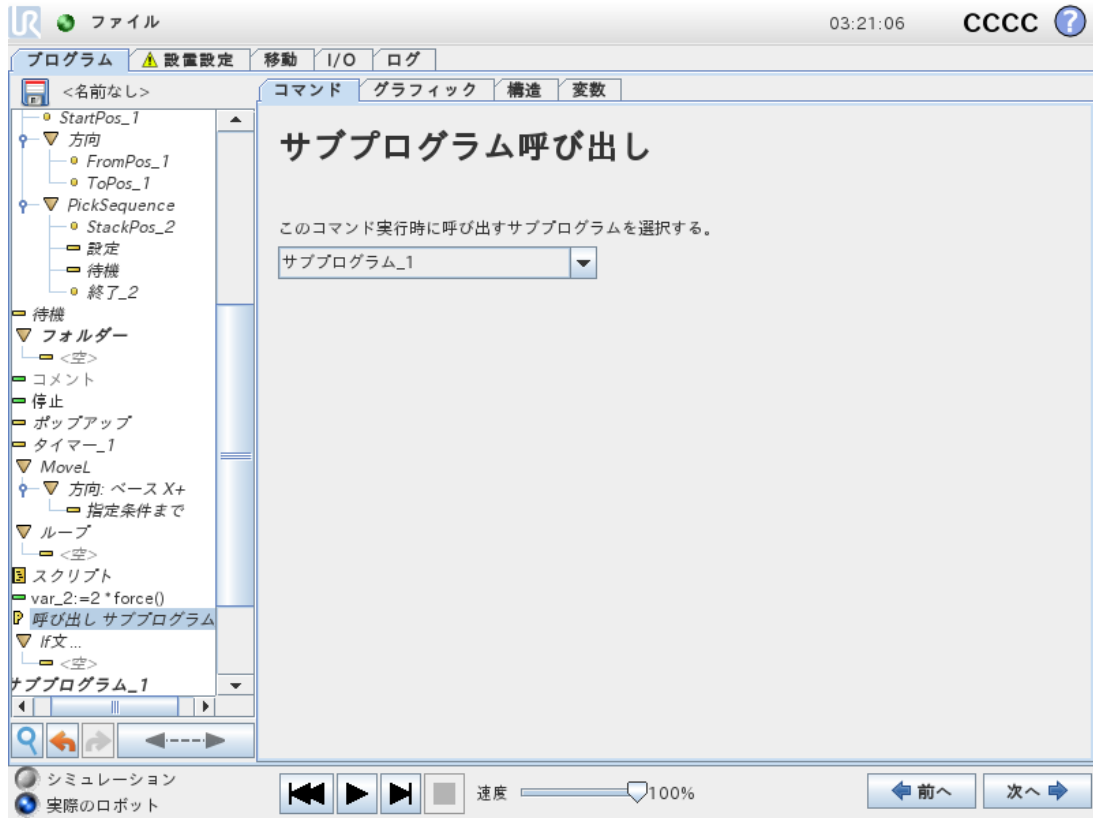 UR ファイル 03:21:06 CCCC ?
プログラム 設置設定 移動 I/O ログ
<名前なし>
コマンド グラフィック 構造 変数
StartPos_1
方向
FromPos_1
ToPos_1
PickSequence
StackPos_2
設定
待機
終了_2
待機
フォルダー
<空>
コメント
停止
ポップアップ
タイマー_1
MoveL
方向: ベース X+
指定条件まで
ループ
<空>
スクリプト
var_2:=2 * force()
呼び出し サブプログラム
If文 ...
<空>
サブプログラム_1
サブプログラム呼び出し
このコマンド実行時に呼び出すサブプログラムを選択する。
サブプログラム_1
シミュレーション
実際のロボット
速度 100%
前へ 次へ